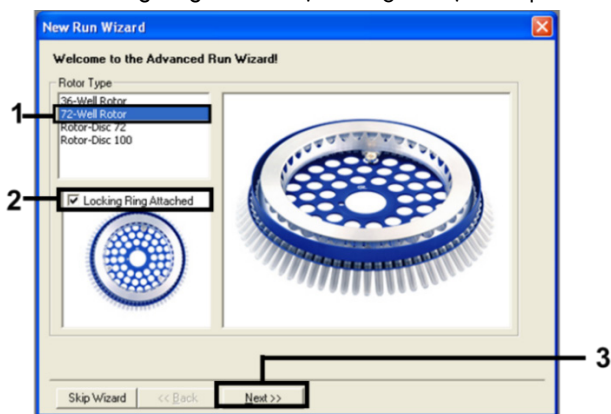 New Run Wizard
Welcome to the Advanced Run Wizard!
Rotor Type
36-Well Rotor
1
72-Well Rotor
Rotor-Disc 72
Rotor-Disc 100
2
Locking Ring Attached
3
Skip Wizard
<< Back
Next >>